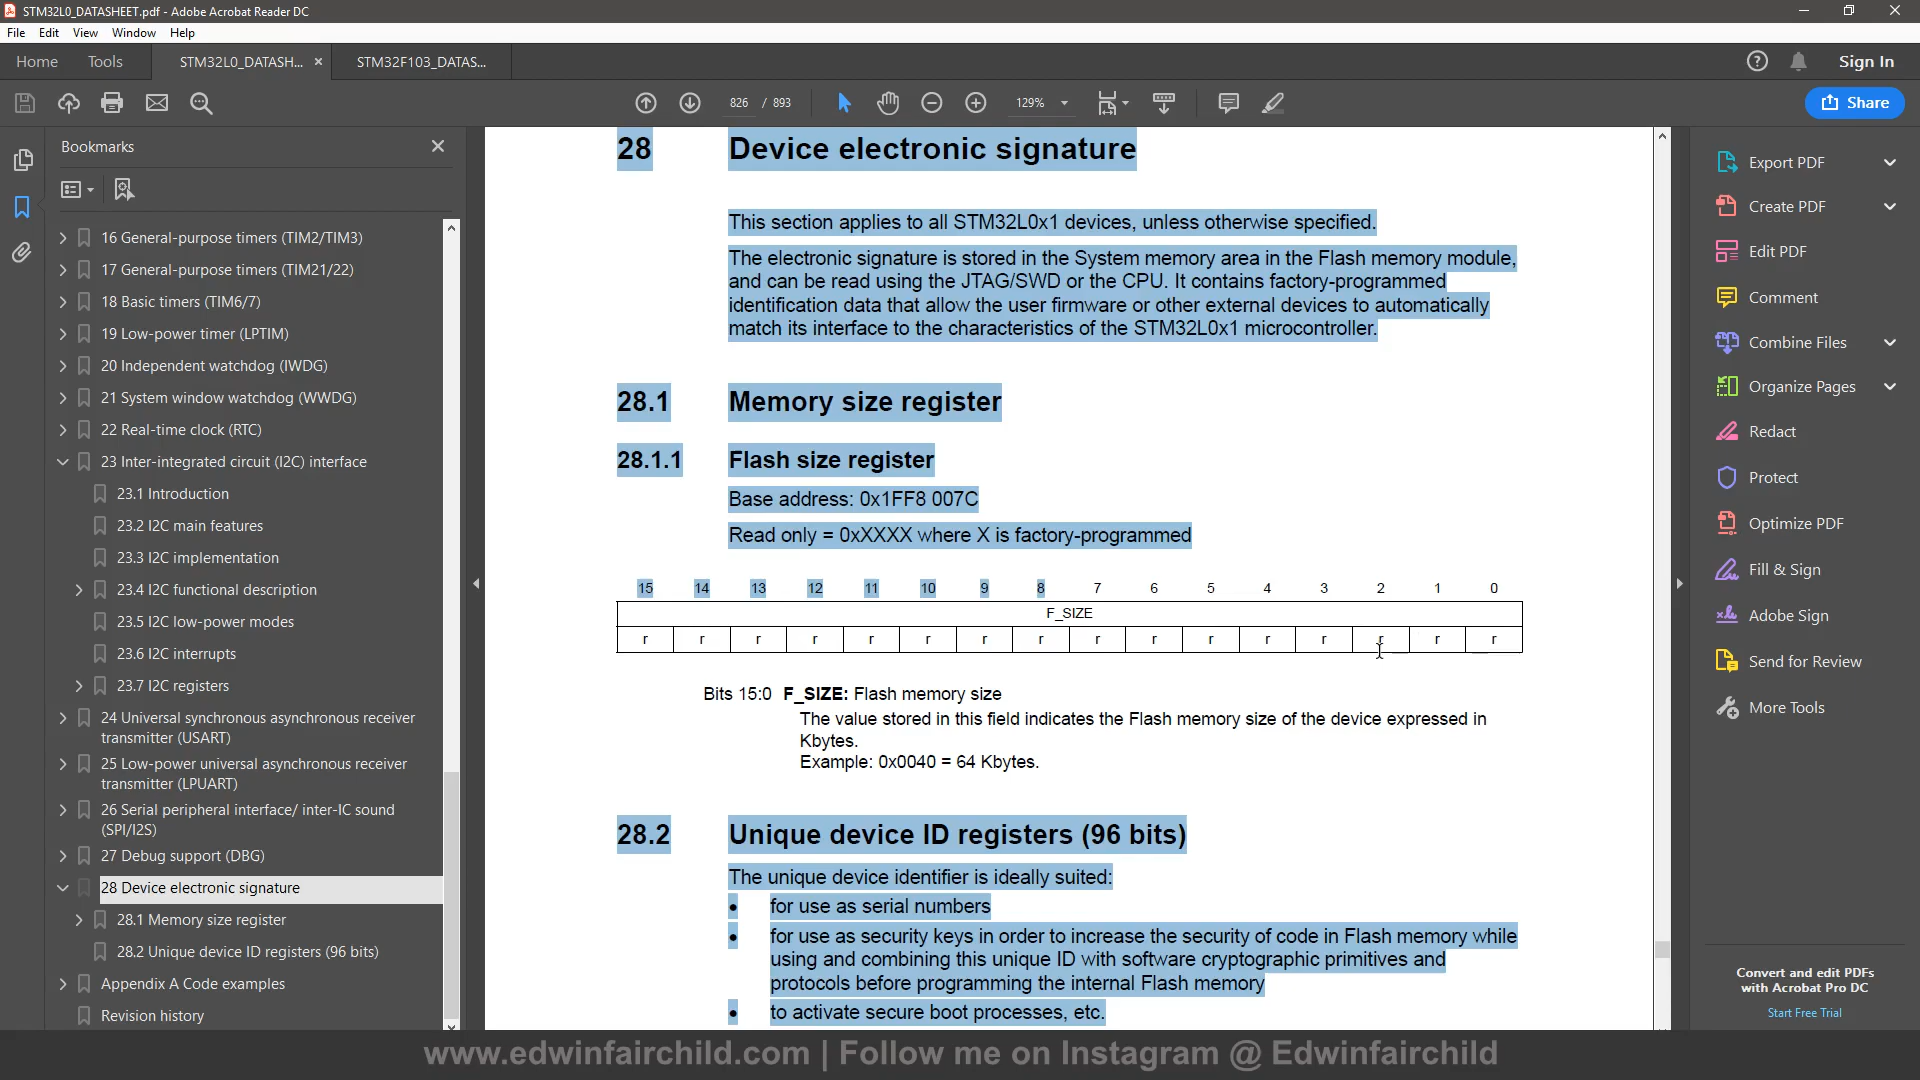 STM32L0_DATASHEET.pdf - Adobe Acrobat Reader DC
File Edit View Window Help
Home Tools STM32L0_DATASH... × STM32F103_DATAS... Sign In
826 / 893 129% Share
Bookmarks
16 General-purpose timers (TIM2/TIM3)
17 General-purpose timers (TIM21/22)
18 Basic timers (TIM6/7)
19 Low-power timer (LPTIM)
20 Independent watchdog (IWDG)
21 System window watchdog (WWDG)
22 Real-time clock (RTC)
23 Inter-integrated circuit (I2C) interface
23.1 Introduction
23.2 I2C main features
23.3 I2C implementation
23.4 I2C functional description
23.5 I2C low-power modes
23.6 I2C interrupts
23.7 I2C registers
24 Universal synchronous asynchronous receiver
transmitter (USART)
25 Low-power universal asynchronous receiver
transmitter (LPUART)
26 Serial peripheral interface/ inter-IC sound
(SPI/I2S)
27 Debug support (DBG)
28 Device electronic signature
28.1 Memory size register
28.2 Unique device ID registers (96 bits)
Appendix A Code examples
Revision history
28 Device electronic signature
This section applies to all STM32L0x1 devices, unless otherwise specified.
The electronic signature is stored in the System memory area in the Flash memory module,
and can be read using the JTAG/SWD or the CPU. It contains factory-programmed
identification data that allow the user firmware or other external devices to automatically
match its interface to the characteristics of the STM32L0x1 microcontroller.
28.1 Memory size register
28.1.1 Flash size register
Base address: 0x1FF8 007C
Read only = 0xXXXX where X is factory-programmed
15 14 13 12 11 10 9 8 7 6 5 4 3 2 1 0
F_SIZE
r r r r r r r r r r r r r r r r
Bits 15:0 F_SIZE: Flash memory size
The value stored in this field indicates the Flash memory size of the device expressed in
Kbytes.
Example: 0x0040 = 64 Kbytes.
28.2 Unique device ID registers (96 bits)
The unique device identifier is ideally suited:
• for use as serial numbers
• for use as security keys in order to increase the security of code in Flash memory while
using and combining this unique ID with software cryptographic primitives and
protocols before programming the internal Flash memory
• to activate secure boot processes, etc.
Export PDF
Create PDF
Edit PDF
Comment
Combine Files
Organize Pages
Redact
Protect
Optimize PDF
Fill & Sign
Adobe Sign
Send for Review
More Tools
Convert and edit PDFs
with Acrobat Pro DC
Start Free Trial
www.edwinfairchild.com | Follow me on Instagram @ Edwinfairchild